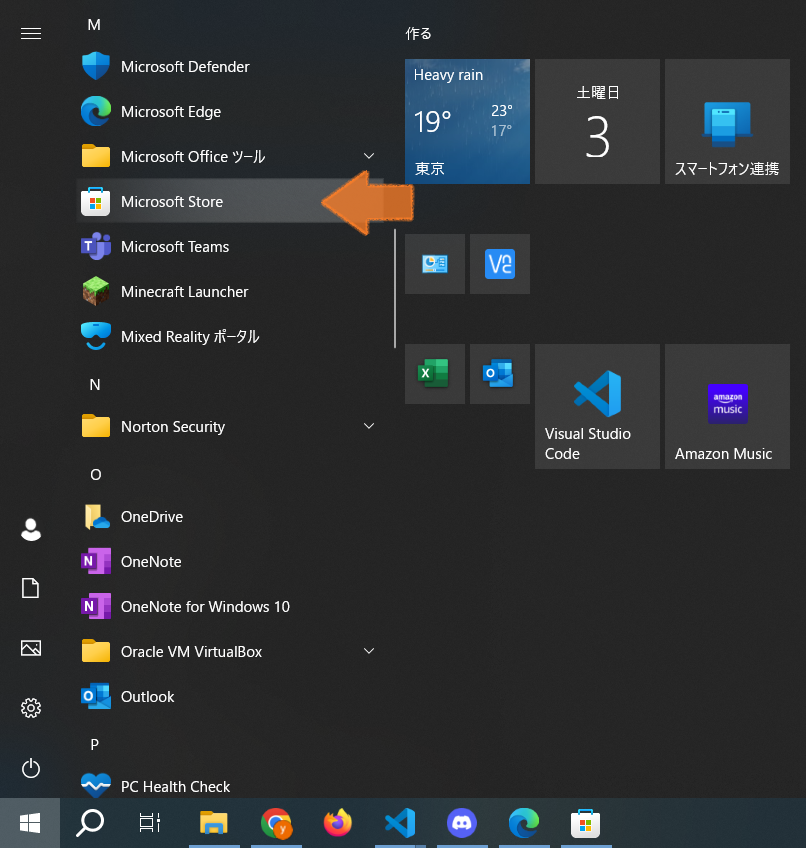 M
Microsoft Defender
Microsoft Edge
Microsoft Office ツール
Microsoft Store
Microsoft Teams
Minecraft Launcher
Mixed Reality ポータル
N
Norton Security
O
OneDrive
OneNote
OneNote for Windows 10
Oracle VM VirtualBox
Outlook
P
PC Health Check
作る
Heavy rain
19°
23°
17°
東京
土曜日
3
スマートフォン連携
Visual Studio
Code
amazon
music
Amazon Music